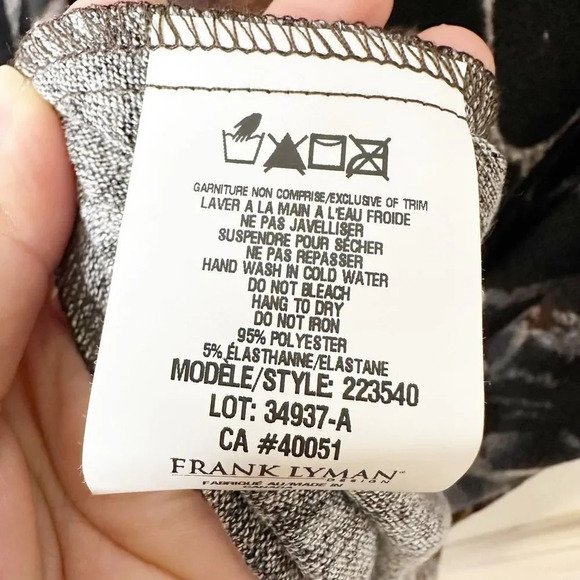 GARNITURE NON COMPRISE/EXCLUSIVE OF TRIM
LAVER A LA MAIN A L'EAU FROIDE
NE PAS JAVELLISER
SUSPENDRE POUR SÉCHER
NE PAS REPASSER
HAND WASH IN COLD WATER
DO NOT BLEACH
HANG TO DRY
DO NOT IRON
95% POLYESTER
5% ÉLASTHANNE/ELASTANE
MODÈLE/STYLE: 223540
LOT: 34937-A
CA #40051
FRANK LYMAN
DESIGN
FABRIQUÉ AU/MADE IN